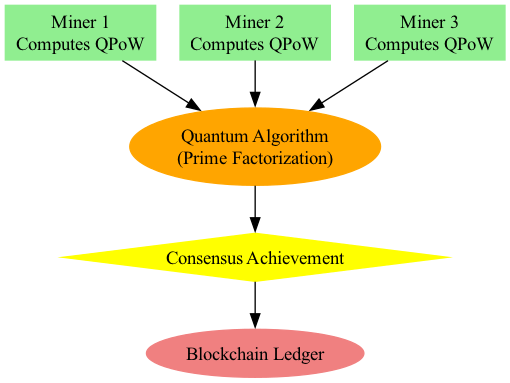 Miner 1
Computes QPoW
Miner 2
Computes QPoW
Miner 3
Computes QPoW
Quantum Algorithm
(Prime Factorization)
Consensus Achievement
Blockchain Ledger